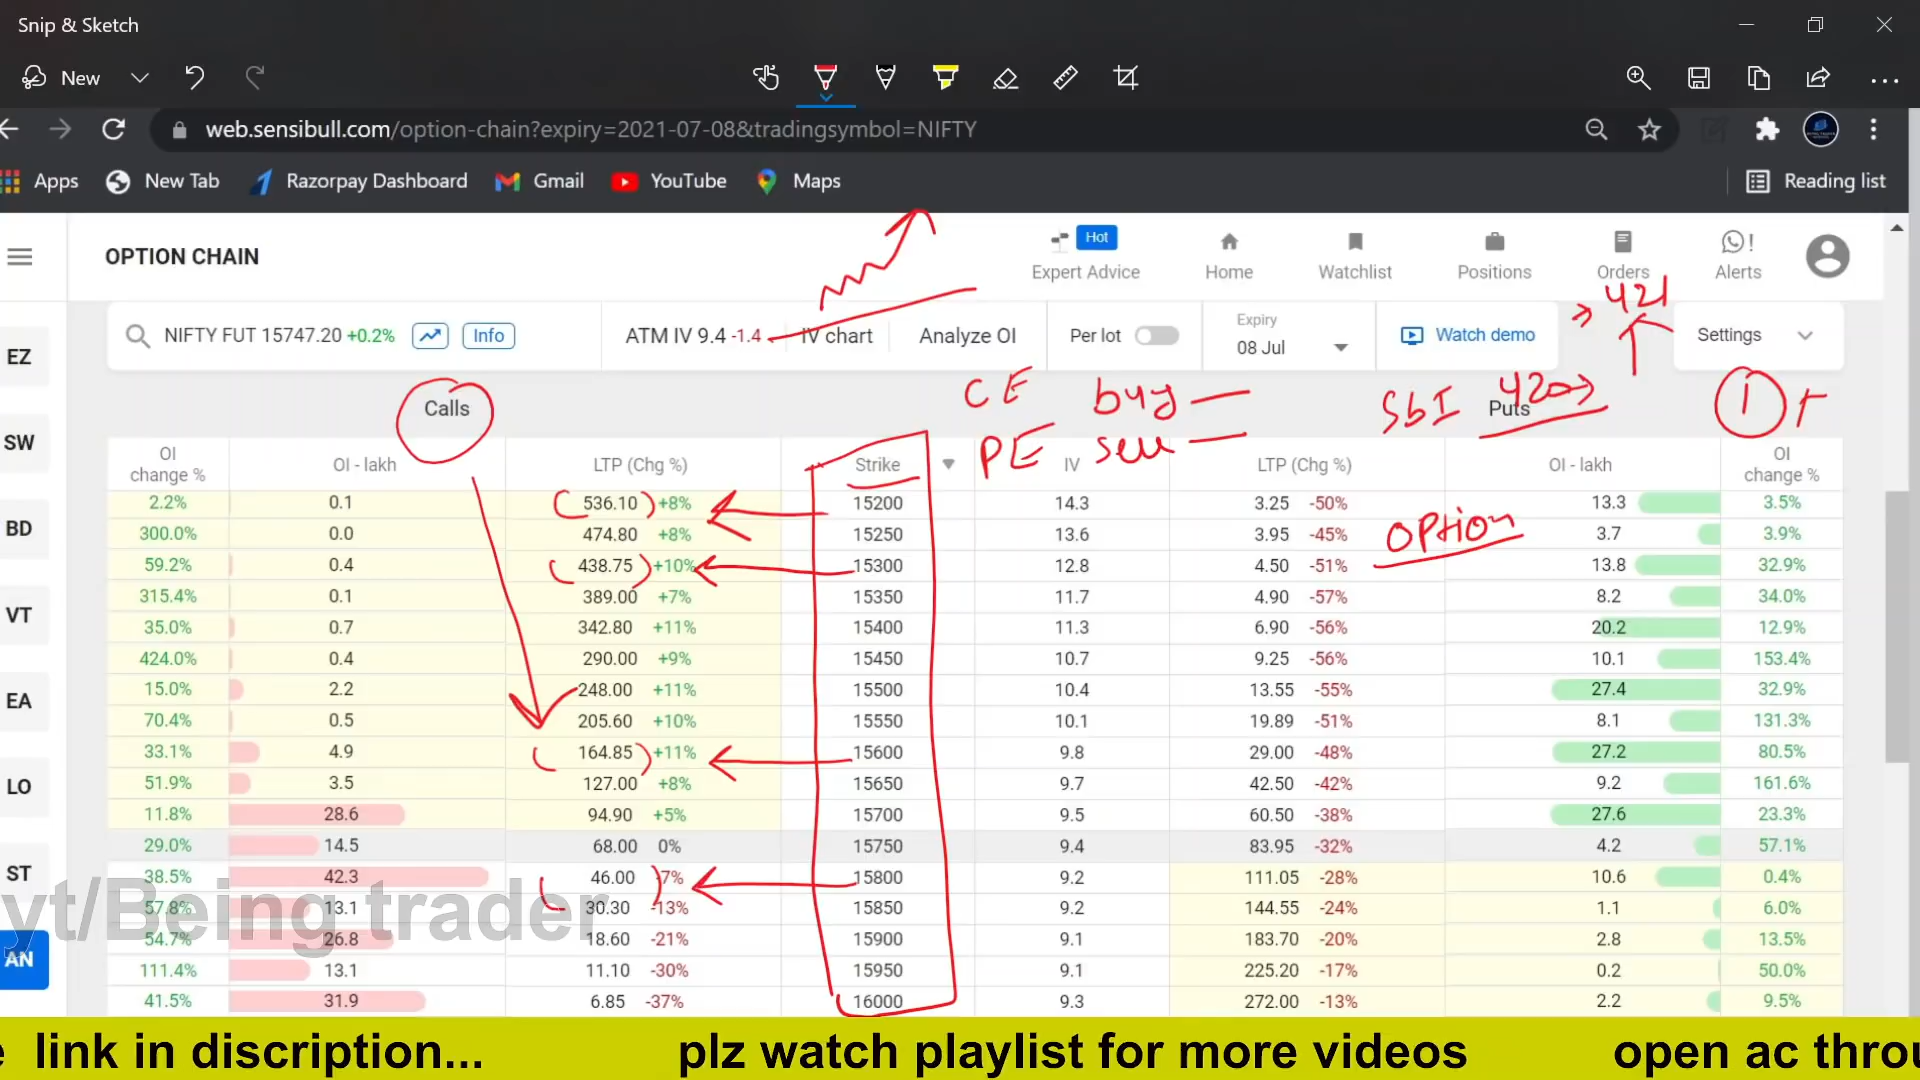 Snip & Sketch
New
web.sensibull.com/option-chain?expiry=2021-07-08&tradingsymbol=NIFTY
Apps New Tab Razorpay Dashboard Gmail YouTube Maps Reading list
OPTION CHAIN
Hot
Expert Advice Home Watchlist Positions Orders Alerts
421
NIFTY FUT 15747.20 +0.2% Info ATM IV 9.4 -1.4 IV chart Analyze OI Per lot Expiry 08 Jul Watch demo Settings
EZ
SW
BD
VT
EA
LO
ST
AN
CE buy
PE sell
SbI 420
1
option
Calls Puts
OI change % OI - lakh LTP (Chg %) Strike IV LTP (Chg %) OI - lakh OI change %
2.2% 0.1 536.10 +8% 15200 14.3 3.25 -50% 13.3 3.5%
300.0% 0.0 474.80 +8% 15250 13.6 3.95 -45% 3.7 3.9%
59.2% 0.4 438.75 +10% 15300 12.8 4.50 -51% 13.8 32.9%
315.4% 0.1 389.00 +7% 15350 11.7 4.90 -57% 8.2 34.0%
35.0% 0.7 342.80 +11% 15400 11.3 6.90 -56% 20.2 12.9%
424.0% 0.4 290.00 +9% 15450 10.7 9.25 -56% 10.1 153.4%
15.0% 2.2 248.00 +11% 15500 10.4 13.55 -55% 27.4 32.9%
70.4% 0.5 205.60 +10% 15550 10.1 19.89 -51% 8.1 131.3%
33.1% 4.9 164.85 +11% 15600 9.8 29.00 -48% 27.2 80.5%
51.9% 3.5 127.00 +8% 15650 9.7 42.50 -42% 9.2 161.6%
11.8% 28.6 94.90 +5% 15700 9.5 60.50 -38% 27.6 23.3%
29.0% 14.5 68.00 0% 15750 9.4 83.95 -32% 4.2 57.1%
38.5% 42.3 46.00 -7% 15800 9.2 111.05 -28% 10.6 0.4%
57.8% 13.1 30.30 -13% 15850 9.2 144.55 -24% 1.1 6.0%
54.7% 26.8 18.60 -21% 15900 9.1 183.70 -20% 2.8 13.5%
111.4% 13.1 11.10 -30% 15950 9.1 225.20 -17% 0.2 50.0%
41.5% 31.9 6.85 -37% 16000 9.3 272.00 -13% 2.2 9.5%
yt/Being trader
e link in discription... plz watch playlist for more videos open ac throu